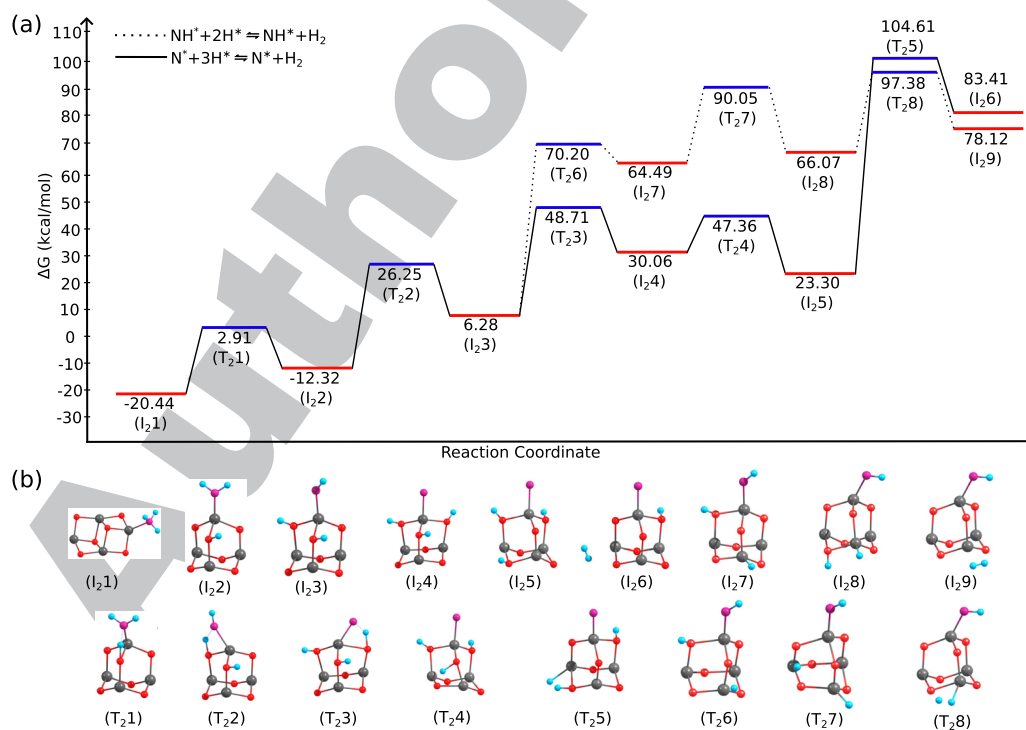 (a)
NH*+2H* ⇋ NH*+H₂
N*+3H* ⇋ N*+H₂
ΔG (kcal/mol)
110
100
90
80
70
60
50
40
30
20
10
0
-10
-20
-30
-20.44
(I₂1)
2.91
(T₂1)
-12.32
(I₂2)
26.25
(T₂2)
6.28
(I₂3)
70.20
(T₂6)
48.71
(T₂3)
64.49
(I₂7)
30.06
(I₂4)
90.05
(T₂7)
47.36
(T₂4)
66.07
(I₂8)
23.30
(I₂5)
104.61
(T₂5)
97.38
(T₂8)
83.41
(I₂6)
78.12
(I₂9)
Reaction Coordinate
(b)
(I₂1) (I₂2) (I₂3) (I₂4) (I₂5) (I₂6) (I₂7) (I₂8) (I₂9)
(T₂1) (T₂2) (T₂3) (T₂4) (T₂5) (T₂6) (T₂7) (T₂8)
Autho